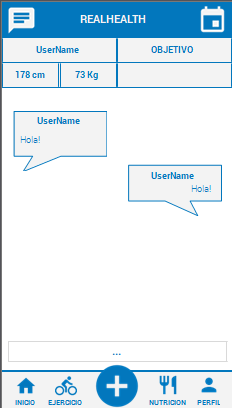 REALHEALTH
UserName OBJETIVO
178 cm 73 Kg
UserName
Hola!
UserName
Hola!
...
INICIO EJERCICIO NUTRICION PERFIL